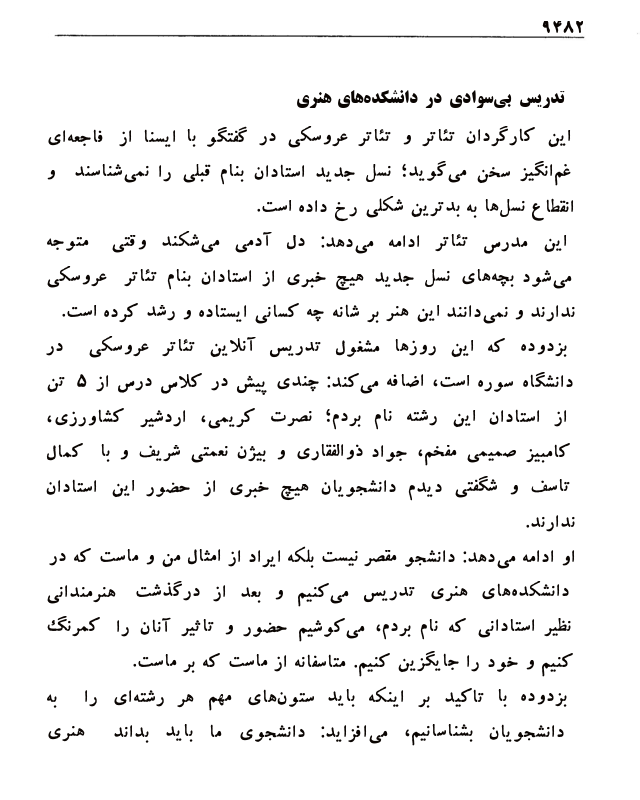 ۹۴۸۲
تدریس بی‌سوادی در دانشکده‌های هنری
این کارگردان تئاتر و تئاتر عروسکی در گفتگو با ایسنا از فاجعه‌ای
غم‌انگیز سخن می‌گوید؛ نسل جدید استادان بنام قبلی را نمی‌شناسند و
انقطاع نسل‌ها به بدترین شکلی رخ داده است.
این مدرس تئاتر ادامه می‌دهد: دل آدمی می‌شکند وقتی متوجه
می‌شود بچه‌های نسل جدید هیچ خبری از استادان بنام تئاتر عروسکی
ندارند و نمی‌دانند این هنر بر شانه چه کسانی ایستاده و رشد کرده است.
بزدوده که این روزها مشغول تدریس آنلاین تئاتر عروسکی در
دانشگاه سوره است، اضافه می‌کند: چندی پیش در کلاس درس از ۵ تن
از استادان این رشته نام بردم؛ نصرت کریمی، اردشیر کشاورزی،
کامبیز صمیمی مفخم، جواد ذوالفقاری و بیژن نعمتی شریف و با کمال
تاسف و شگفتی دیدم دانشجویان هیچ خبری از حضور این استادان
ندارند.
او ادامه می‌دهد: دانشجو مقصر نیست بلکه ایراد از امثال من و ماست که در
دانشکده‌های هنری تدریس می‌کنیم و بعد از درگذشت هنرمندانی
نظیر استادانی که نام بردم، می‌کوشیم حضور و تاثیر آنان را کمرنگ
کنیم و خود را جایگزین کنیم. متاسفانه از ماست که بر ماست.
بزدوده با تاکید بر اینکه باید ستون‌های مهم هر رشته‌ای را به
دانشجویان بشناسانیم، می‌افزاید: دانشجوی ما باید بداند هنری